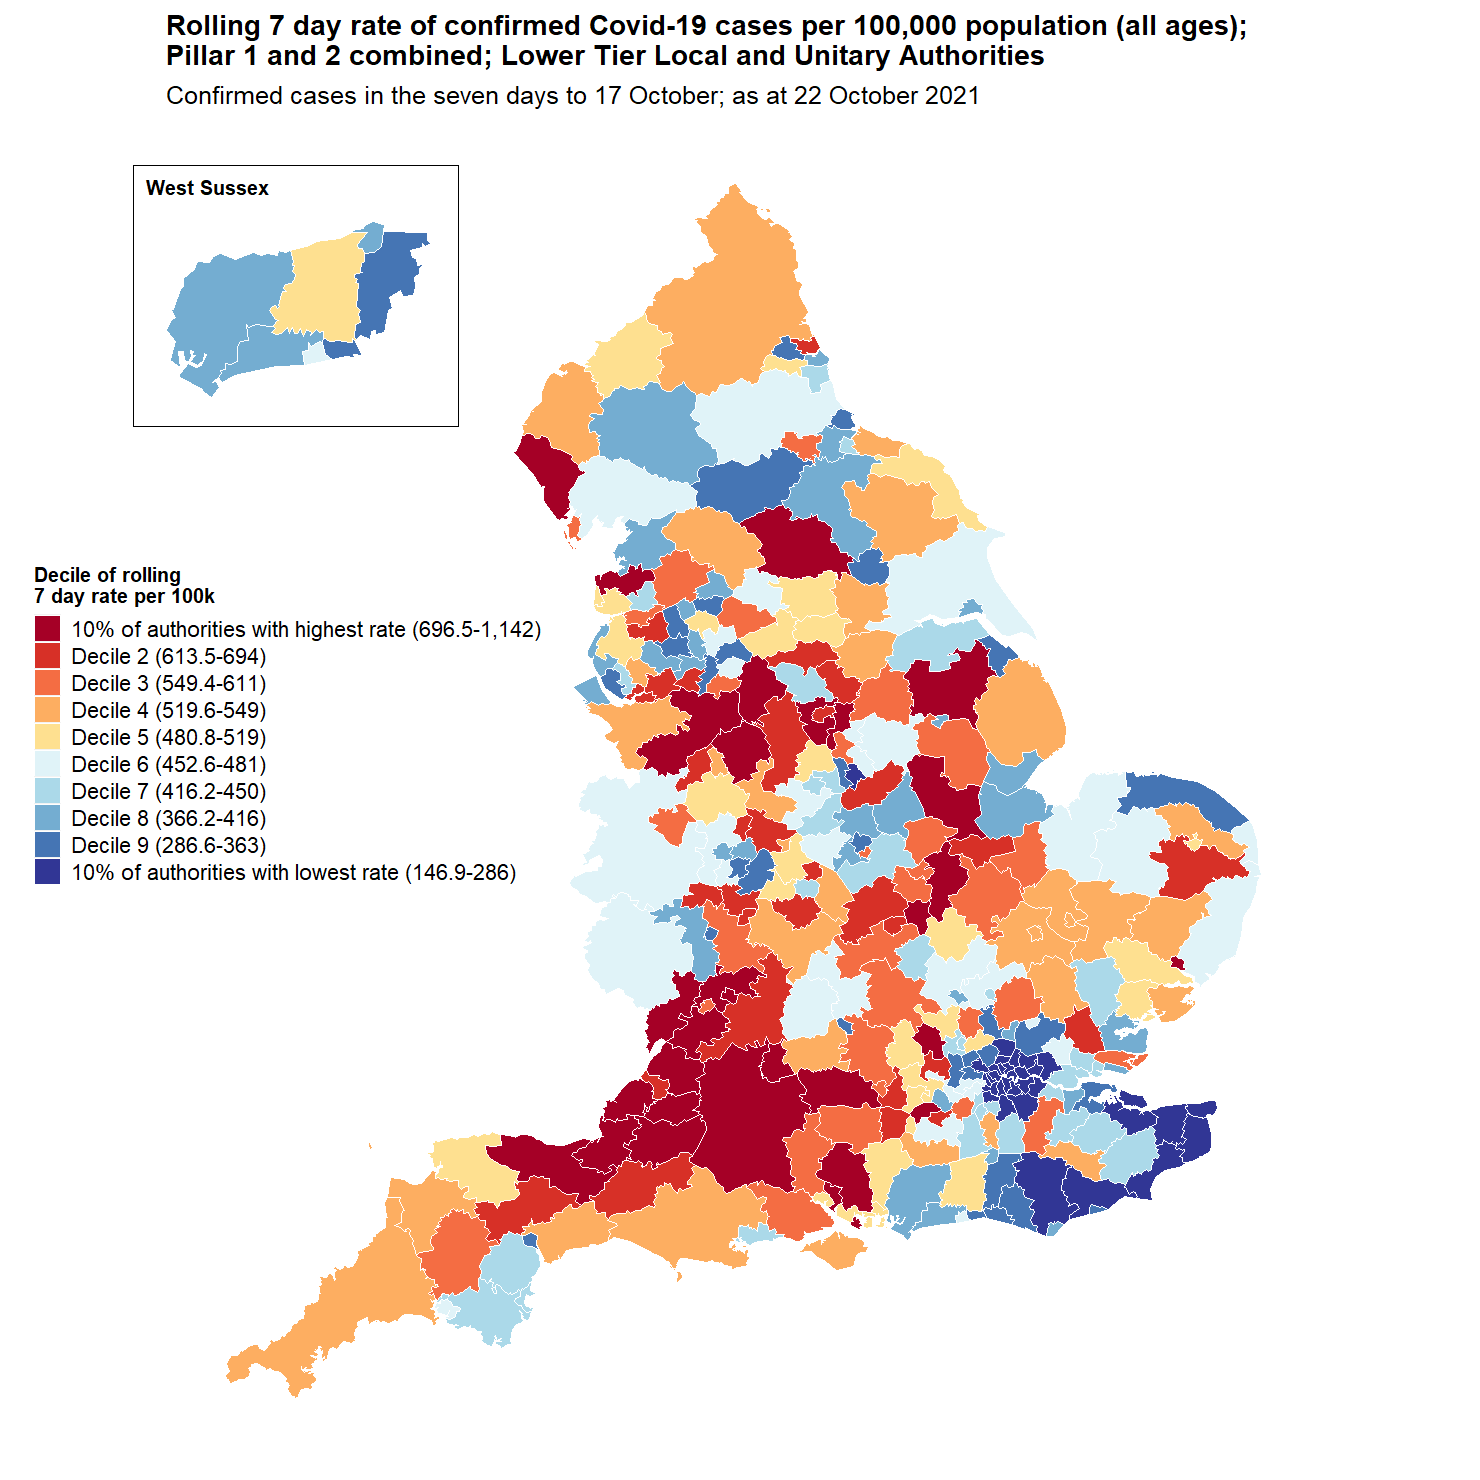 Rolling 7 day rate of confirmed Covid-19 cases per 100,000 population (all ages);
Pillar 1 and 2 combined; Lower Tier Local and Unitary Authorities
Confirmed cases in the seven days to 17 October; as at 22 October 2021
West Sussex
Decile of rolling
7 day rate per 100k
10% of authorities with highest rate (696.5-1,142)
Decile 2 (613.5-694)
Decile 3 (549.4-611)
Decile 4 (519.6-549)
Decile 5 (480.8-519)
Decile 6 (452.6-481)
Decile 7 (416.2-450)
Decile 8 (366.2-416)
Decile 9 (286.6-363)
10% of authorities with lowest rate (146.9-286)